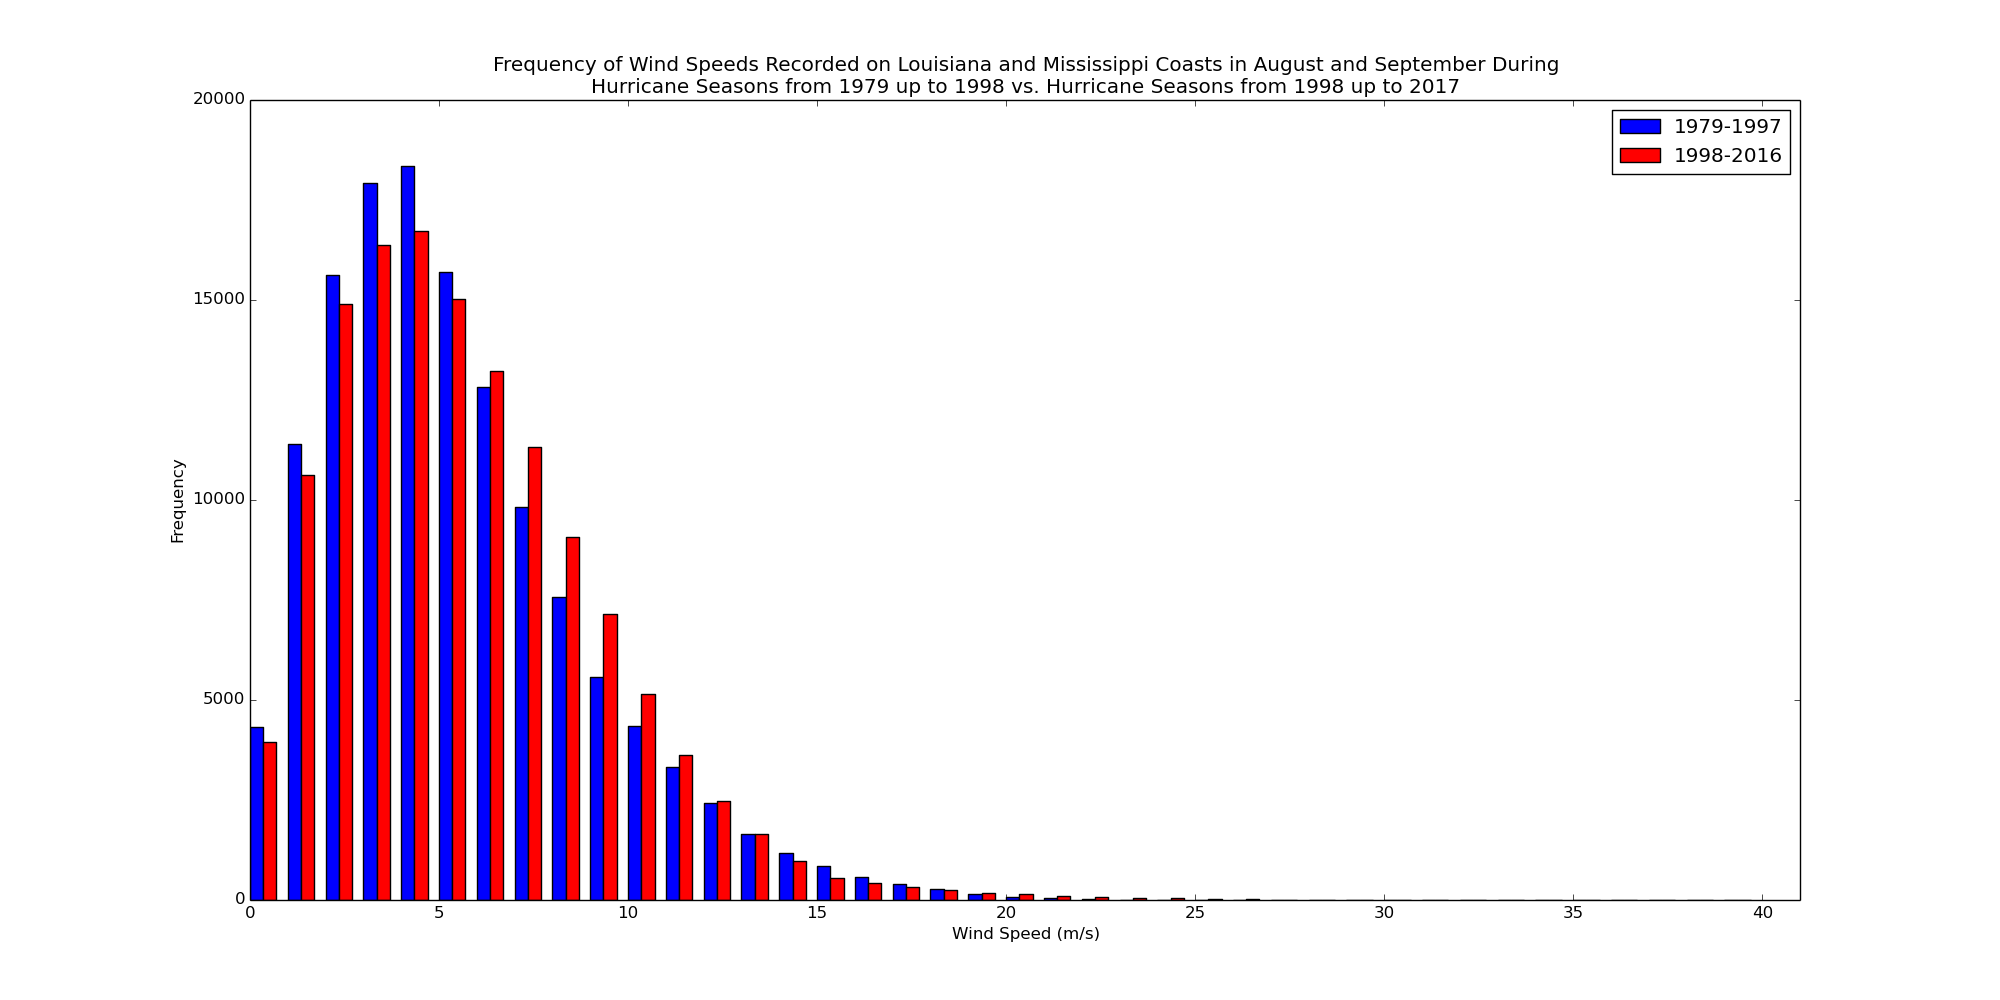 Frequency of Wind Speeds Recorded on Louisiana and Mississippi Coasts in August and September During
Hurricane Seasons from 1979 up to 1998 vs. Hurricane Seasons from 1998 up to 2017
20000
15000
10000
5000
0
Frequency
1979-1997
1998-2016
0 5 10 15 20 25 30 35 40
Wind Speed (m/s)